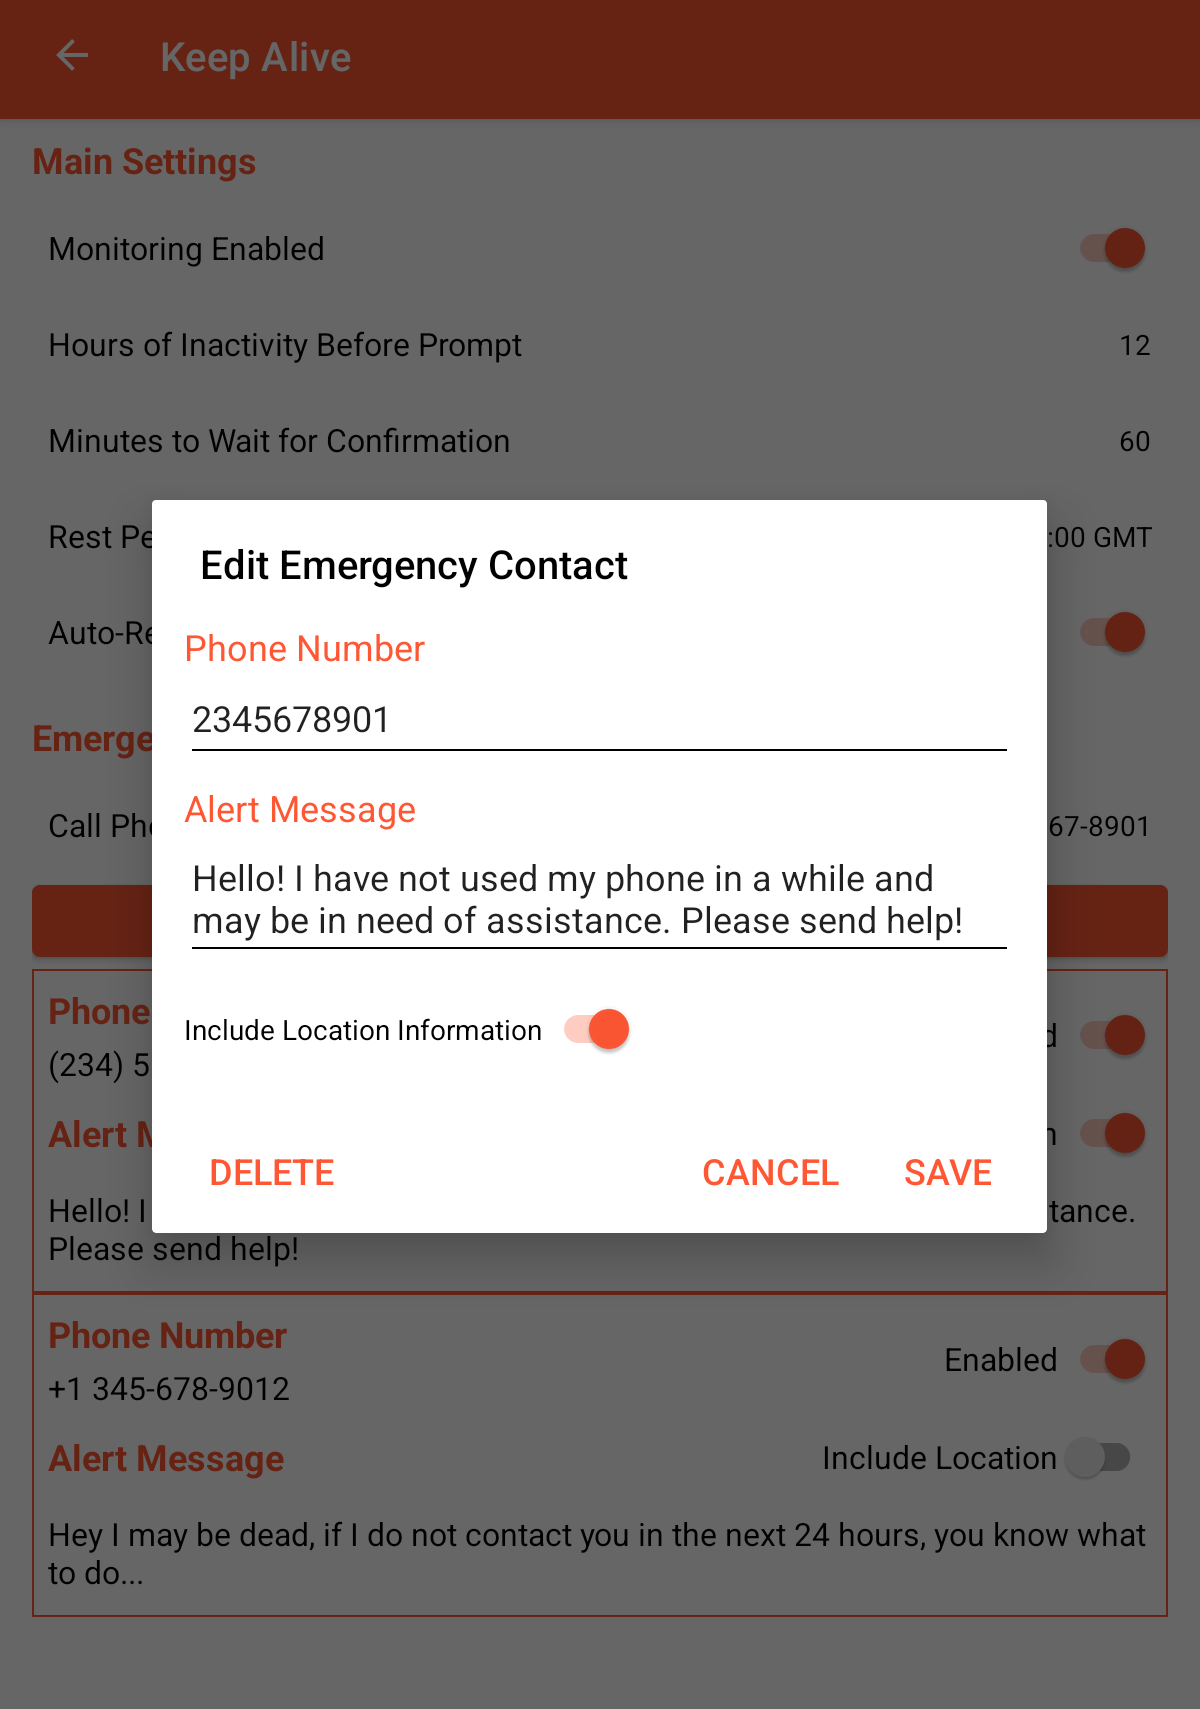 Keep Alive
Main Settings
Monitoring Enabled
Hours of Inactivity Before Prompt 12
Minutes to Wait for Confirmation 60
Rest Pe :00 GMT
Edit Emergency Contact
Auto-Re
Phone Number
2345678901
Emerge
Alert Message
Call Pho 67-8901
Hello! I have not used my phone in a while and
may be in need of assistance. Please send help!
Phone
Include Location Information
(234) 5
Alert M
DELETE CANCEL SAVE
Hello! I tance.
Please send help!
Phone Number
Enabled
+1 345-678-9012
Alert Message
Include Location
Hey I may be dead, if I do not contact you in the next 24 hours, you know what
to do...